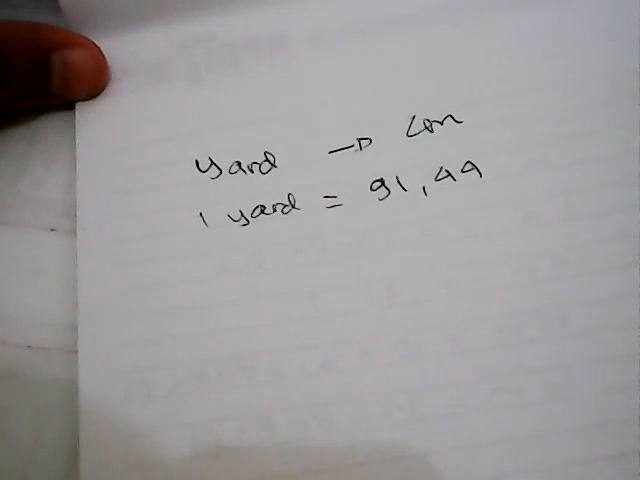 yard → cm
1 yard = 91,44